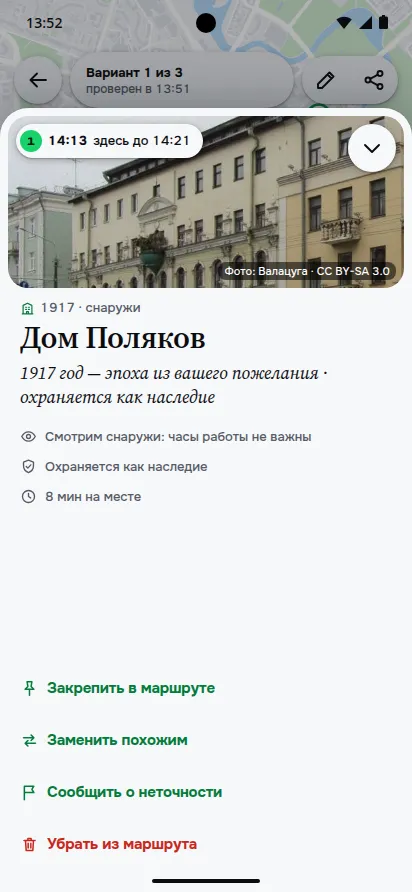 13:52
Вариант 1 из 3
проверен в 13:51
1 14:13 здесь до 14:21
Фото: Валацуга · CC BY-SA 3.0
1917 · снаружи
Дом Поляков
1917 год — эпоха из вашего пожелания ·
охраняется как наследие
Смотрим снаружи: часы работы не важны
Охраняется как наследие
8 мин на месте
Закрепить в маршруте
Заменить похожим
Сообщить о неточности
Убрать из маршрута